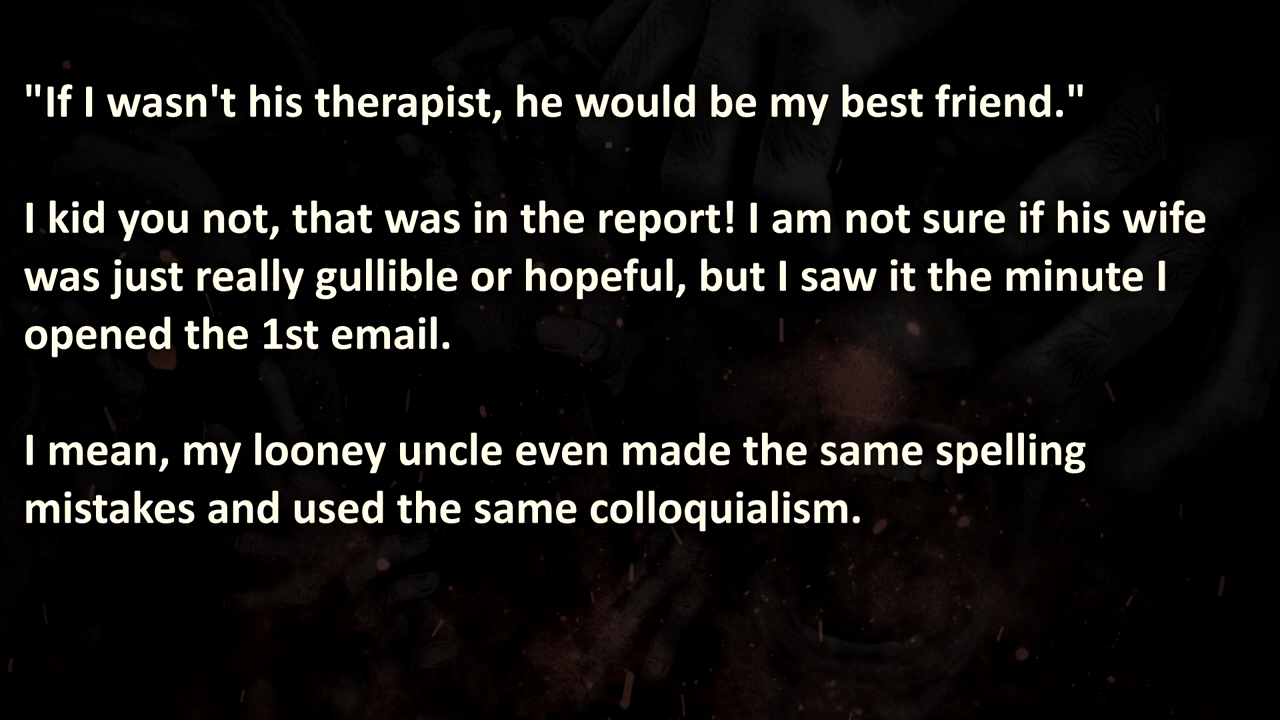 "If I wasn't his therapist, he would be my best friend."
I kid you not, that was in the report! I am not sure if his wife
was just really gullible or hopeful, but I saw it the minute I
opened the 1st email.
I mean, my looney uncle even made the same spelling
mistakes and used the same colloquialism.